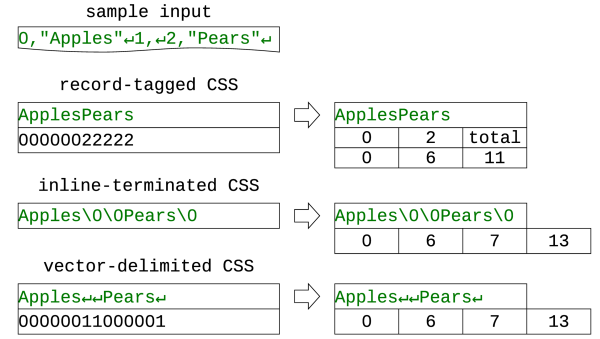 sample input
0,"Apples"↵1,↵2,"Pears"↵
record-tagged CSS
ApplesPears
00000022222
ApplesPears
0 2 total
0 6 11
inline-terminated CSS
Apples\0\0Pears\0
Apples\0\0Pears\0
0 6 7 13
vector-delimited CSS
Apples↵↵Pears↵
00000011000001
Apples↵↵Pears↵
0 6 7 13